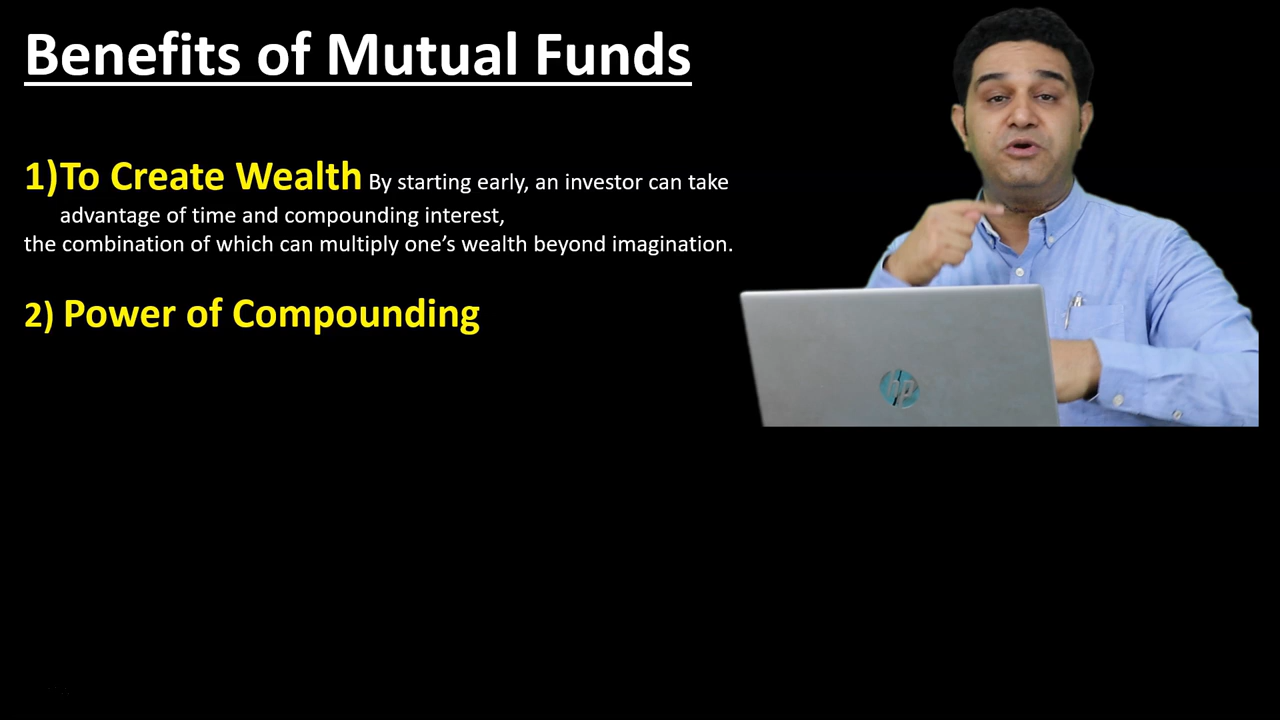 Benefits of Mutual Funds
1)To Create Wealth By starting early, an investor can take
advantage of time and compounding interest,
the combination of which can multiply one’s wealth beyond imagination.
2) Power of Compounding
hp